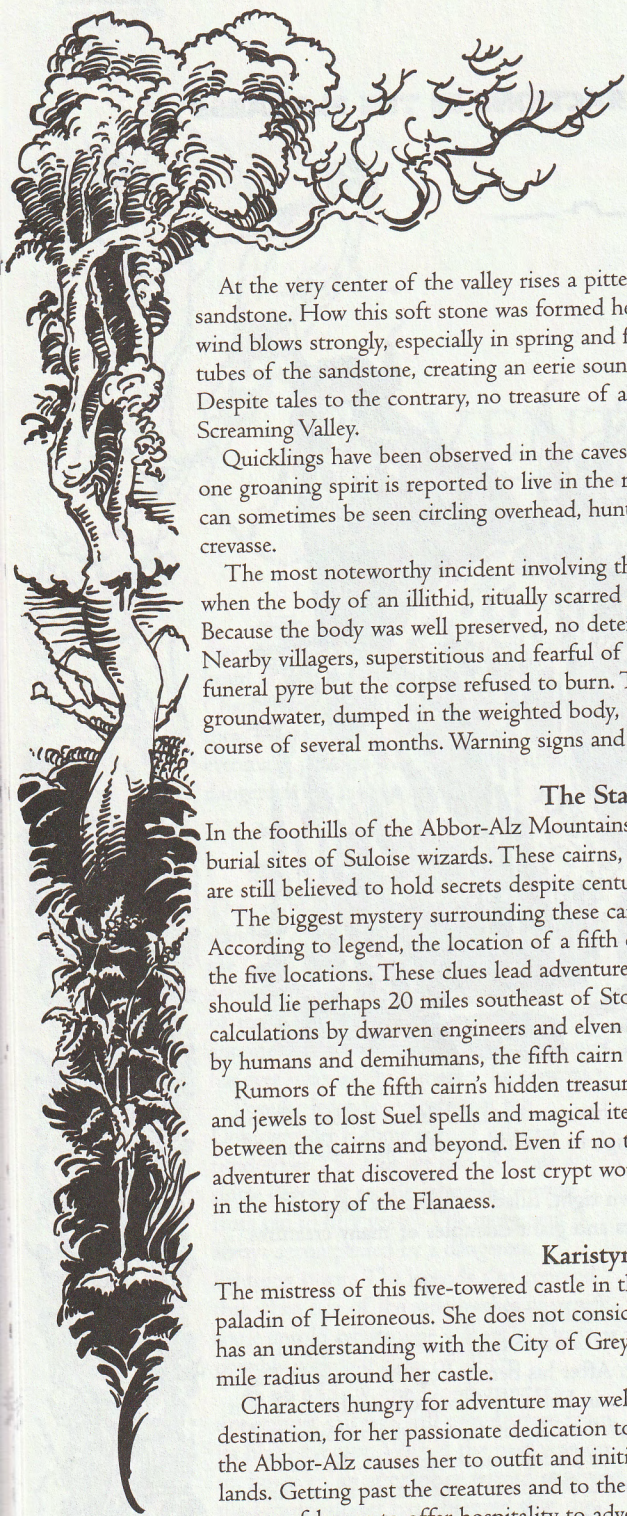 At the very center of the valley rises a pitte
sandstone. How this soft stone was formed he
wind blows strongly, especially in spring and f
tubes of the sandstone, creating an eerie soun
Despite tales to the contrary, no treasure of a
Screaming Valley.
Quicklings have been observed in the caves
one groaning spirit is reported to live in the r
can sometimes be seen circling overhead, hunt
crevasse.
The most noteworthy incident involving th
when the body of an illithid, ritually scarred
Because the body was well preserved, no deter
Nearby villagers, superstitious and fearful of
funeral pyre but the corpse refused to burn. T
groundwater, dumped in the weighted body,
course of several months. Warning signs and
The Sta
In the foothills of the Abbor-Alz Mountains
burial sites of Suloise wizards. These cairns,
are still believed to hold secrets despite centu
The biggest mystery surrounding these cai
According to legend, the location of a fifth
the five locations. These clues lead adventure
should lie perhaps 20 miles southeast of Sto
calculations by dwarven engineers and elven
by humans and demihumans, the fifth cairn
Rumors of the fifth cairn's hidden treasur
and jewels to lost Suel spells and magical ite
between the cairns and beyond. Even if no t
adventurer that discovered the lost crypt wou
in the history of the Flanaess.
Karistyn
The mistress of this five-towered castle in th
paladin of Heironeous. She does not consid
has an understanding with the City of Grey
mile radius around her castle.
Characters hungry for adventure may well
destination, for her passionate dedication to
the Abbor-Alz causes her to outfit and initi
lands. Getting past the creatures and to the
offer hospitality to adve